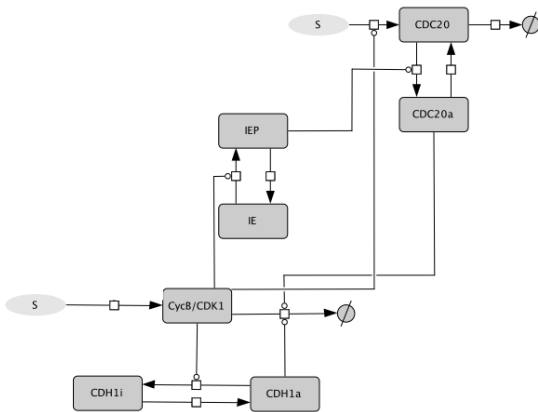 S
CDC20
CDC20a
IEP
IE
S
CycB/CDK1
CDH1i
CDH1a